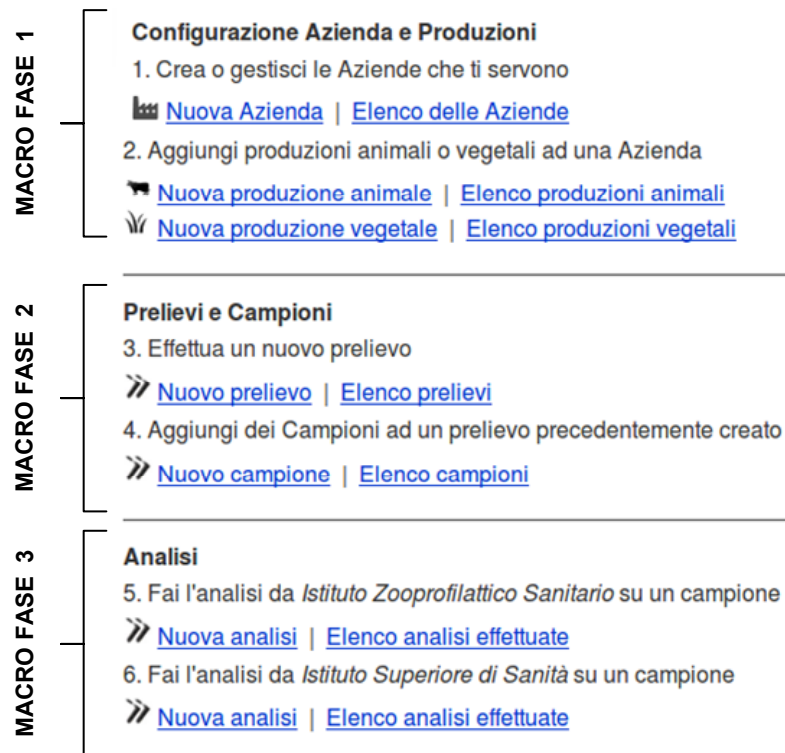 MACRO FASE 1
Configurazione Azienda e Produzioni
1. Crea o gestisci le Aziende che ti servono
Nuova Azienda | Elenco delle Aziende
2. Aggiungi produzioni animali o vegetali ad una Azienda
Nuova produzione animale | Elenco produzioni animali
Nuova produzione vegetale | Elenco produzioni vegetali
MACRO FASE 2
Prelievi e Campioni
3. Effettua un nuovo prelievo
Nuovo prelievo | Elenco prelievi
4. Aggiungi dei Campioni ad un prelievo precedentemente creato
Nuovo campione | Elenco campioni
MACRO FASE 3
Analisi
5. Fai l'analisi da Istituto Zooprofilattico Sanitario su un campione
Nuova analisi | Elenco analisi effettuate
6. Fai l'analisi da Istituto Superiore di Sanità su un campione
Nuova analisi | Elenco analisi effettuate